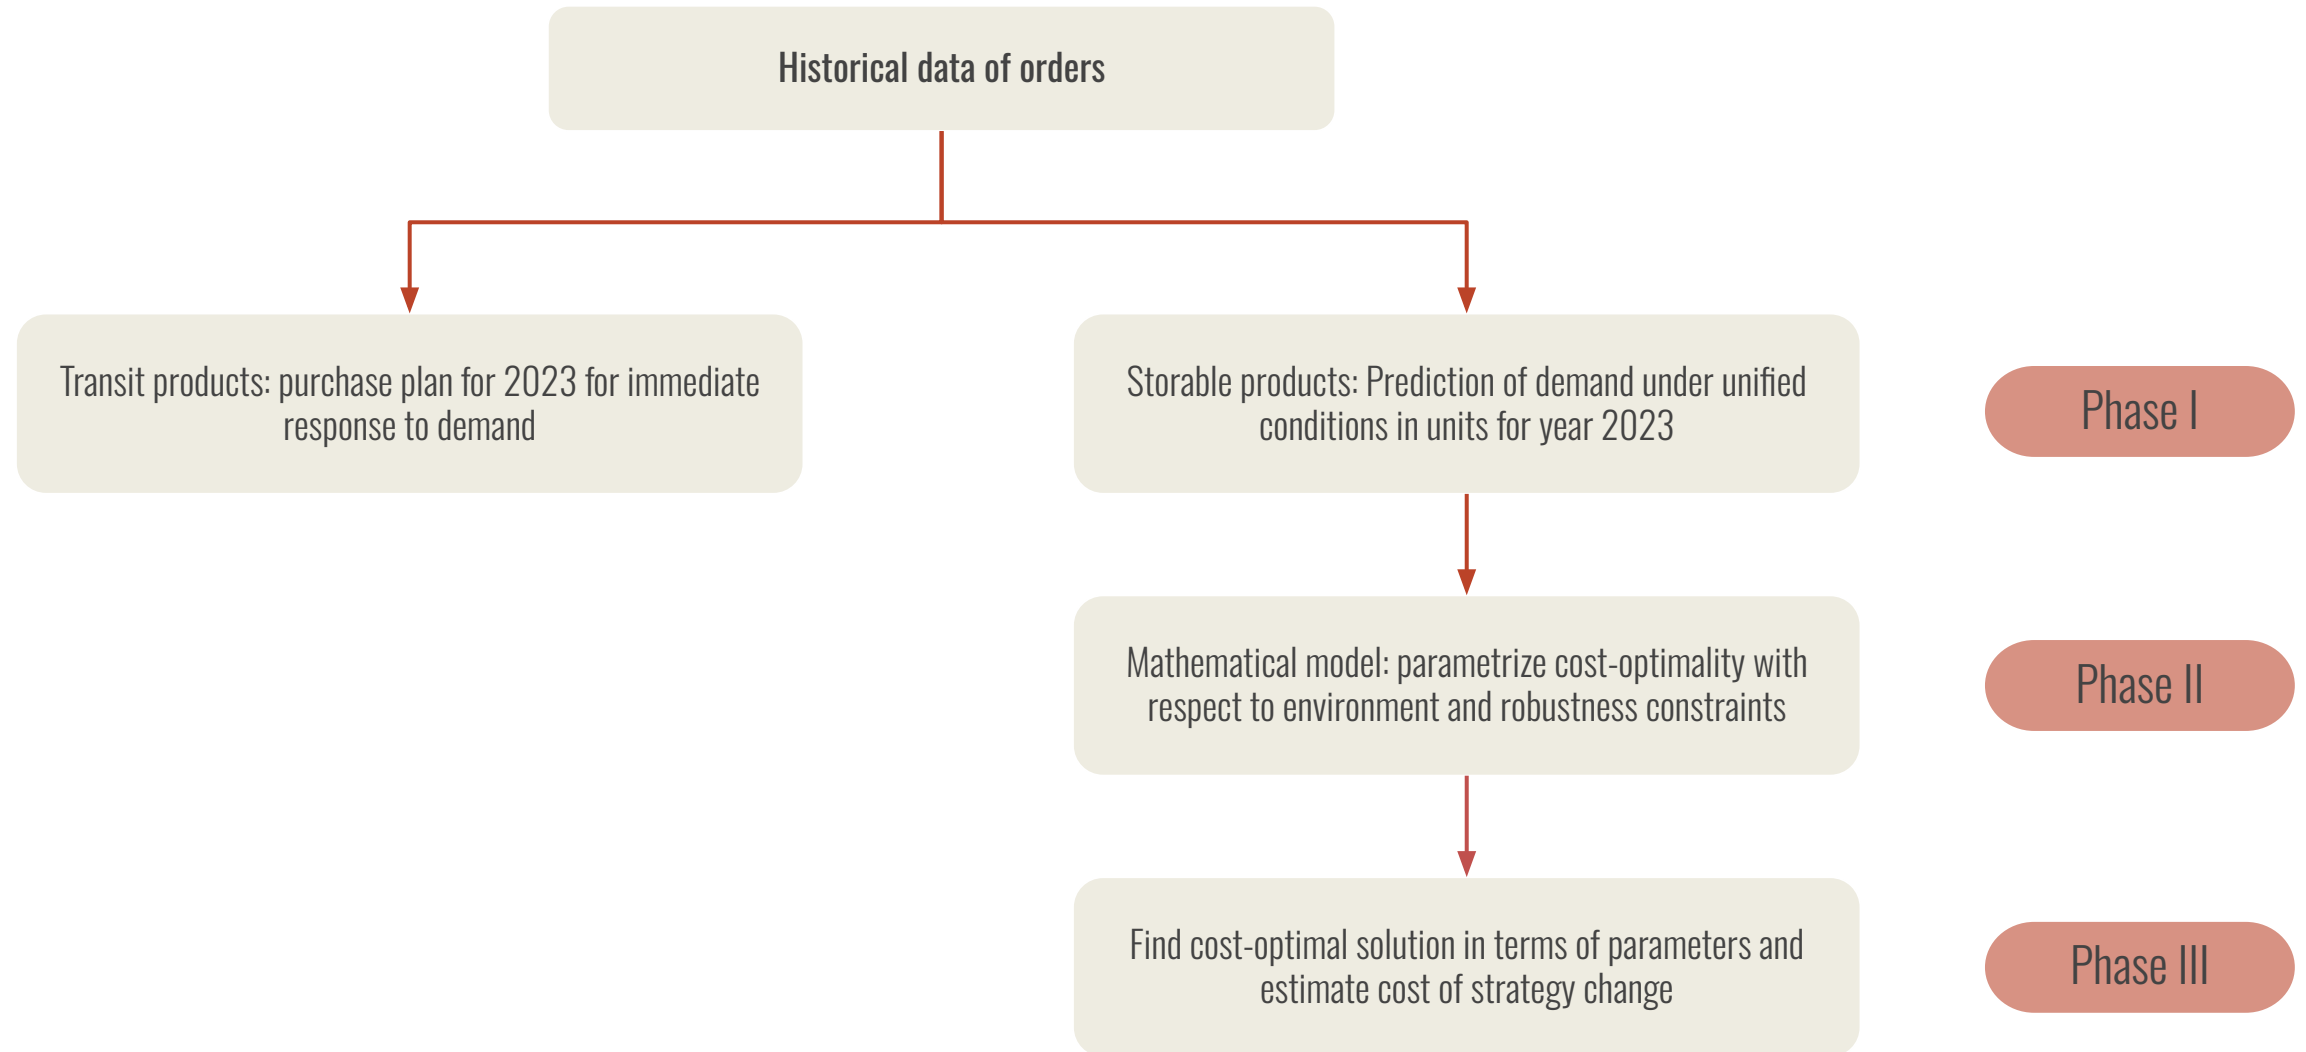 Historical data of orders
Transit products: purchase plan for 2023 for immediate
response to demand
Storable products: Prediction of demand under unified
conditions in units for year 2023
Phase I
Mathematical model: parametrize cost-optimality with
respect to environment and robustness constraints
Phase II
Find cost-optimal solution in terms of parameters and
estimate cost of strategy change
Phase III